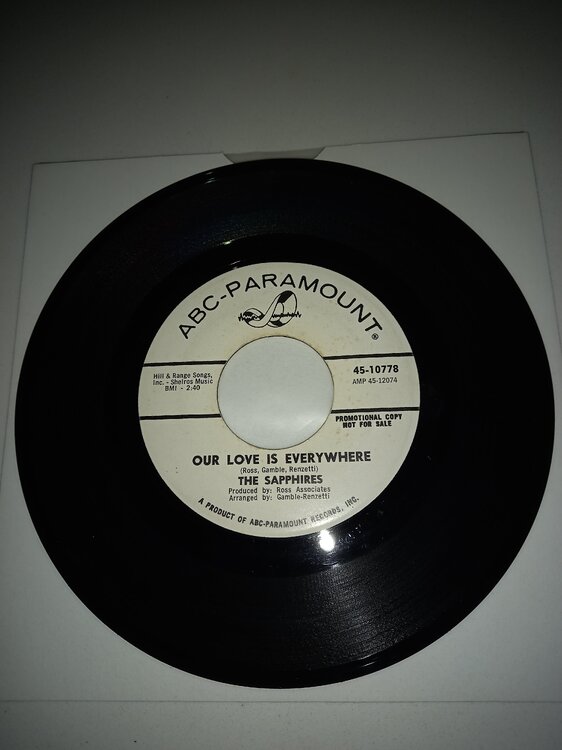 ABC-PARAMOUNT®
Hill & Range Songs,
Inc. - Shelros Music
BMI - 2:40
45-10778
AMP 45-12074
PROMOTIONAL COPY
NOT FOR SALE
OUR LOVE IS EVERYWHERE
(Ross, Gamble, Renzetti)
THE SAPPHIRES
Produced by: Ross Associates
Arranged by: Gamble-Renzetti
A PRODUCT OF ABC-PARAMOUNT RECORDS, INC.